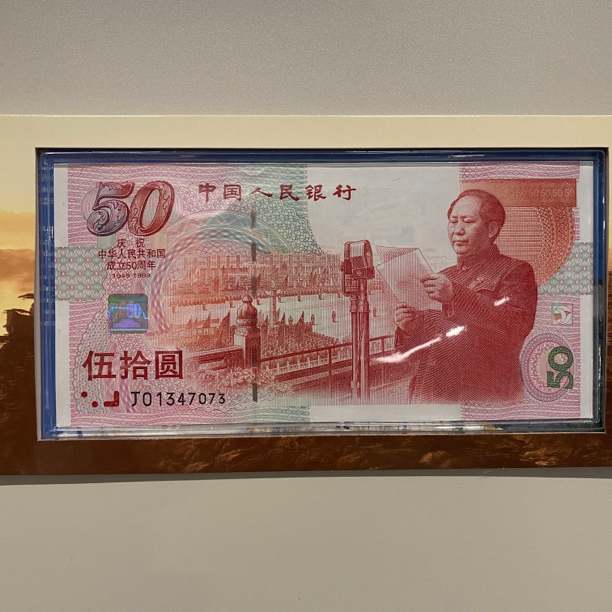 50
中国人民银行
庆祝
中华人民共和国
成立50周年
1949-1999
伍拾圆
J01347073
50